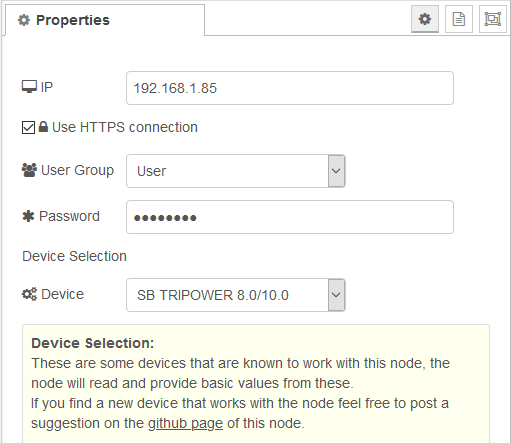 Properties
IP 192.168.1.85
Use HTTPS connection
User Group User
Password ●●●●●●●●
Device Selection
Device SB TRIPOWER 8.0/10.0
Device Selection:
These are some devices that are known to work with this node, the
node will read and provide basic values from these.
If you find a new device that works with the node feel free to post a
suggestion on the github page of this node.